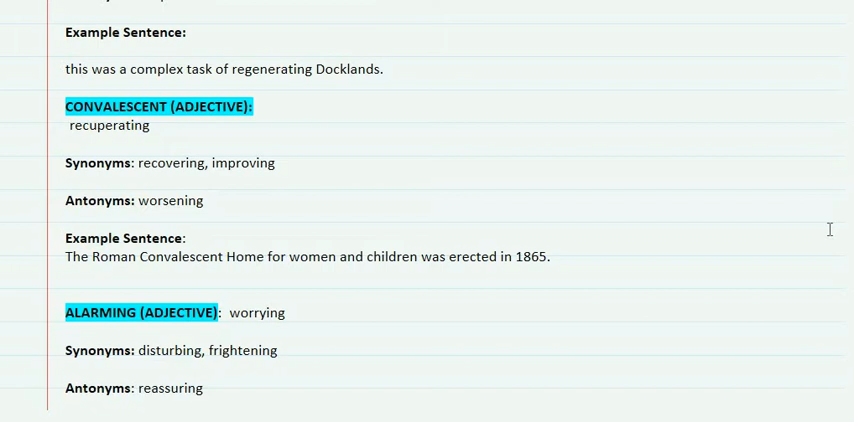 Example Sentence:
this was a complex task of regenerating Docklands.
CONVALESCENT (ADJECTIVE):
recuperating
Synonyms: recovering, improving
Antonyms: worsening
Example Sentence:
The Roman Convalescent Home for women and children was erected in 1865.
ALARMING (ADJECTIVE):  worrying
Synonyms: disturbing, frightening
Antonyms: reassuring